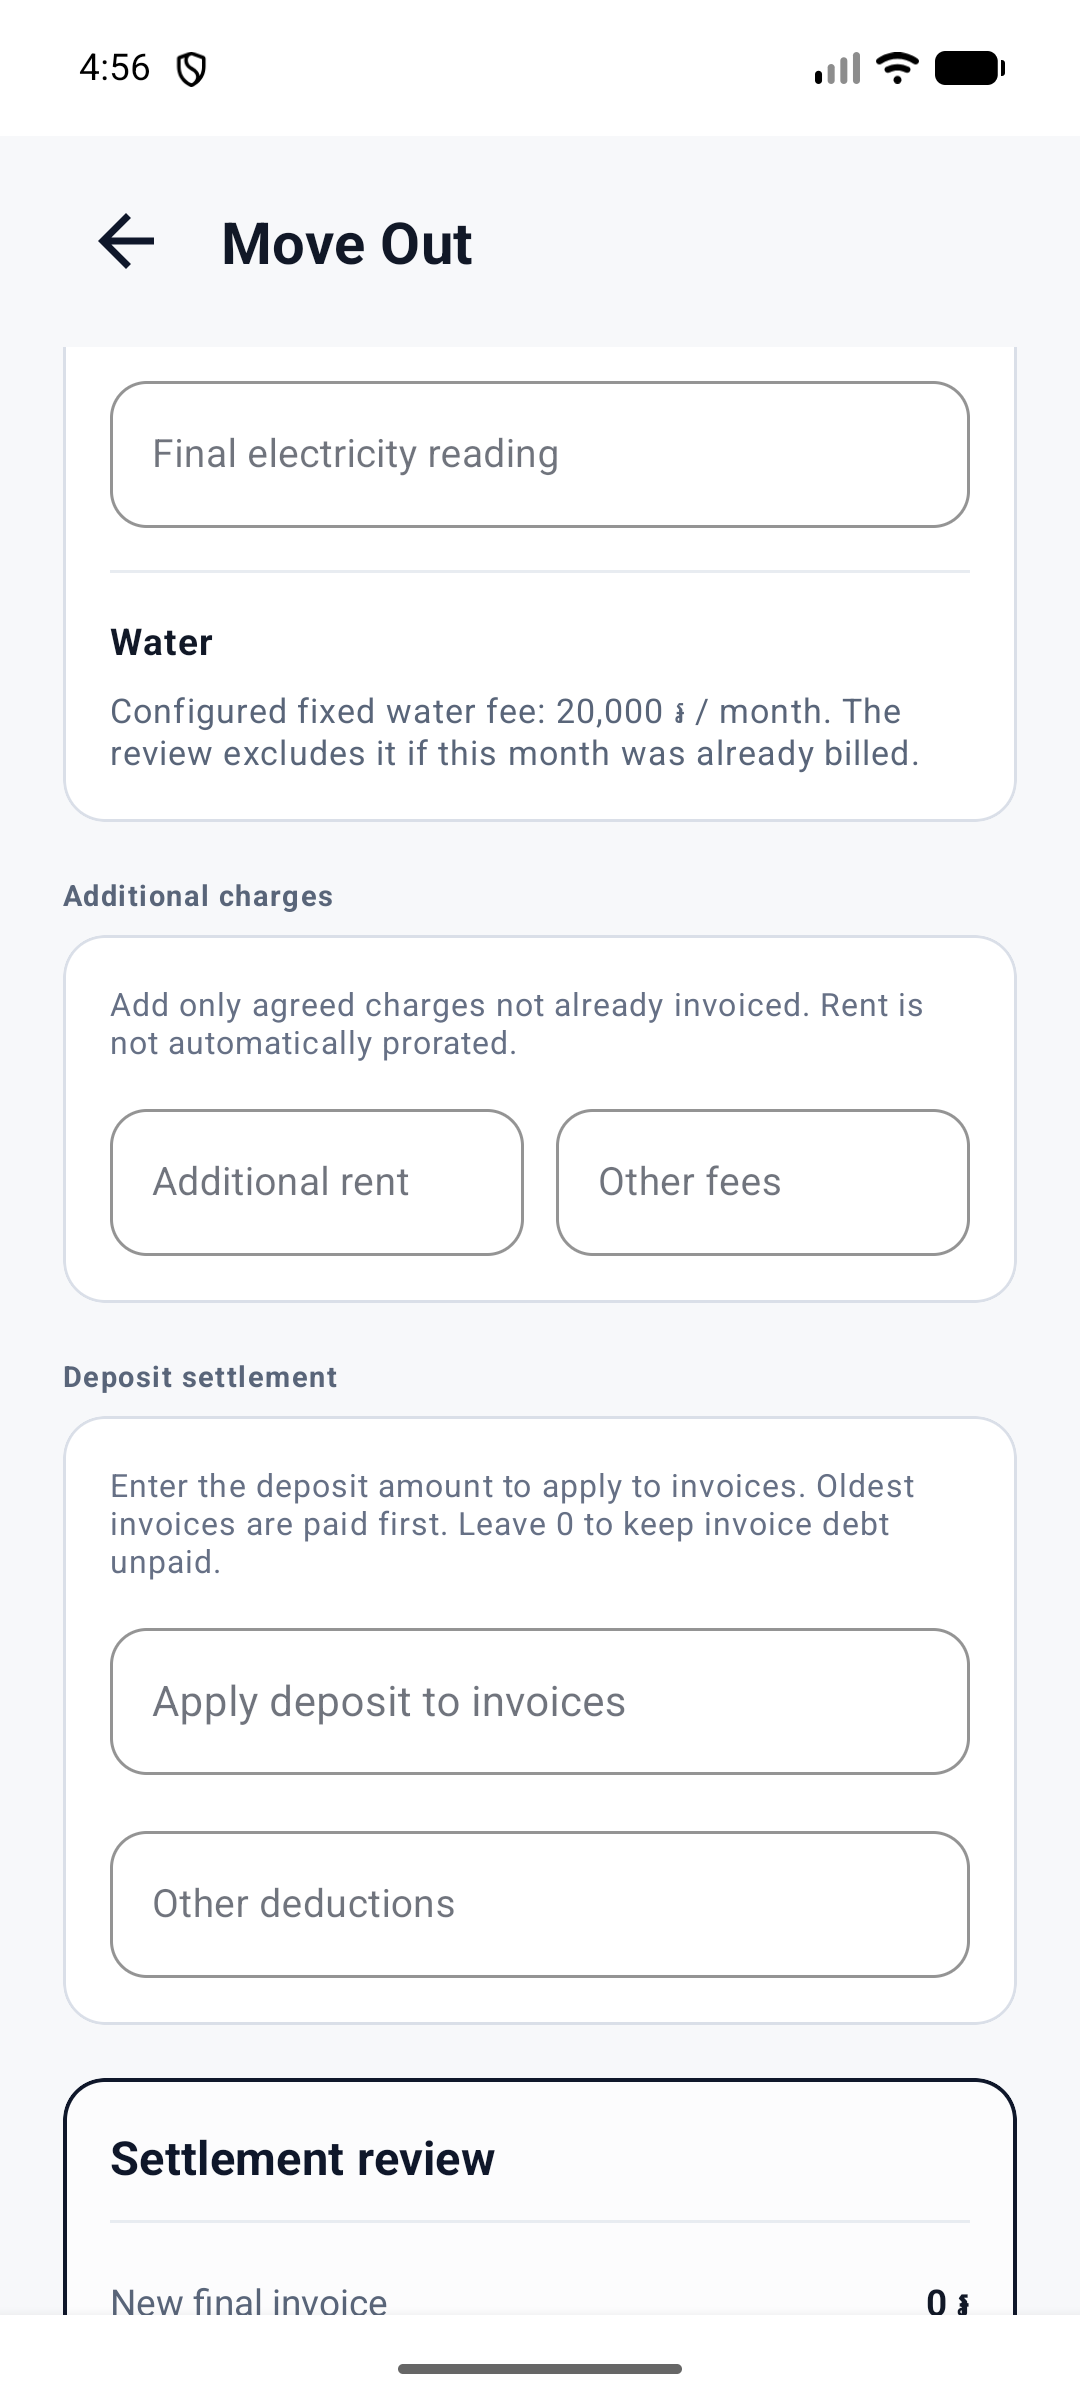 4:56
Move Out
Final electricity reading
Water
Configured fixed water fee: 20,000 ៛ / month. The
review excludes it if this month was already billed.
Additional charges
Add only agreed charges not already invoiced. Rent is
not automatically prorated.
Additional rent
Other fees
Deposit settlement
Enter the deposit amount to apply to invoices. Oldest
invoices are paid first. Leave 0 to keep invoice debt
unpaid.
Apply deposit to invoices
Other deductions
Settlement review
New final invoice 0 ៛